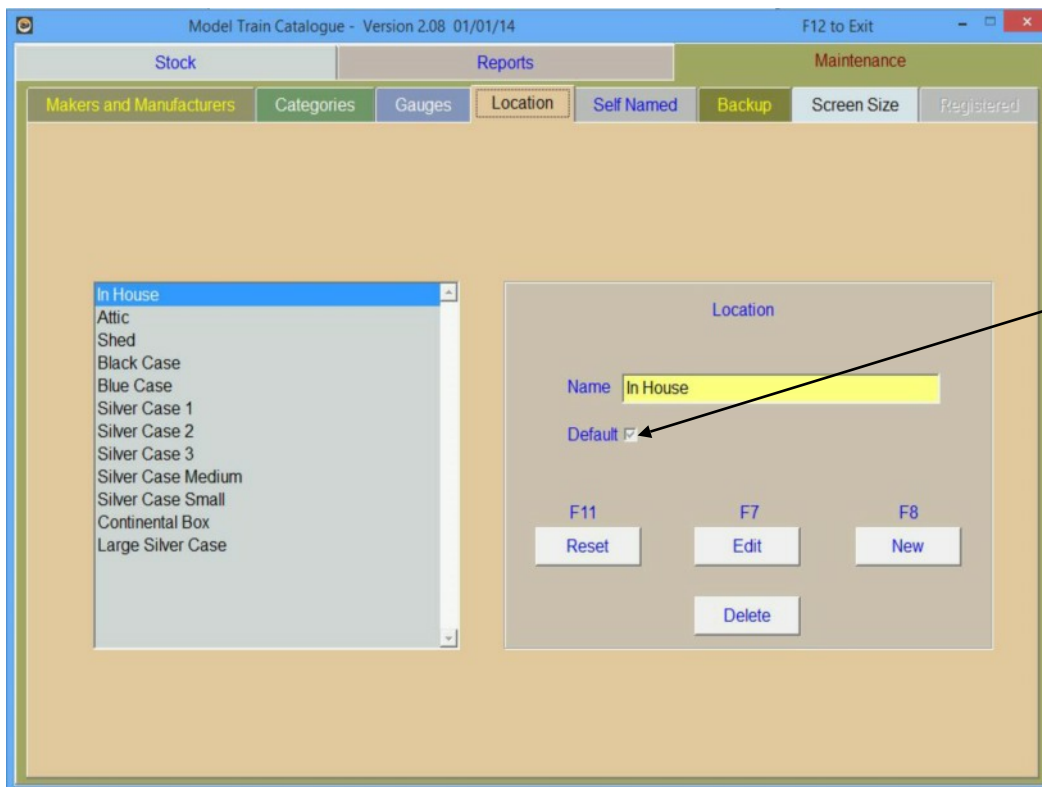 Model Train Catalogue - Version 2.08 01/01/14 F12 to Exit
Stock Reports Maintenance
Makers and Manufacturers Categories Gauges Location Self Named Backup Screen Size Registered
In House
Attic
Shed
Black Case
Blue Case
Silver Case 1
Silver Case 2
Silver Case 3
Silver Case Medium
Silver Case Small
Continental Box
Large Silver Case
Location
Name In House
Default
F11 F7 F8
Reset Edit New
Delete